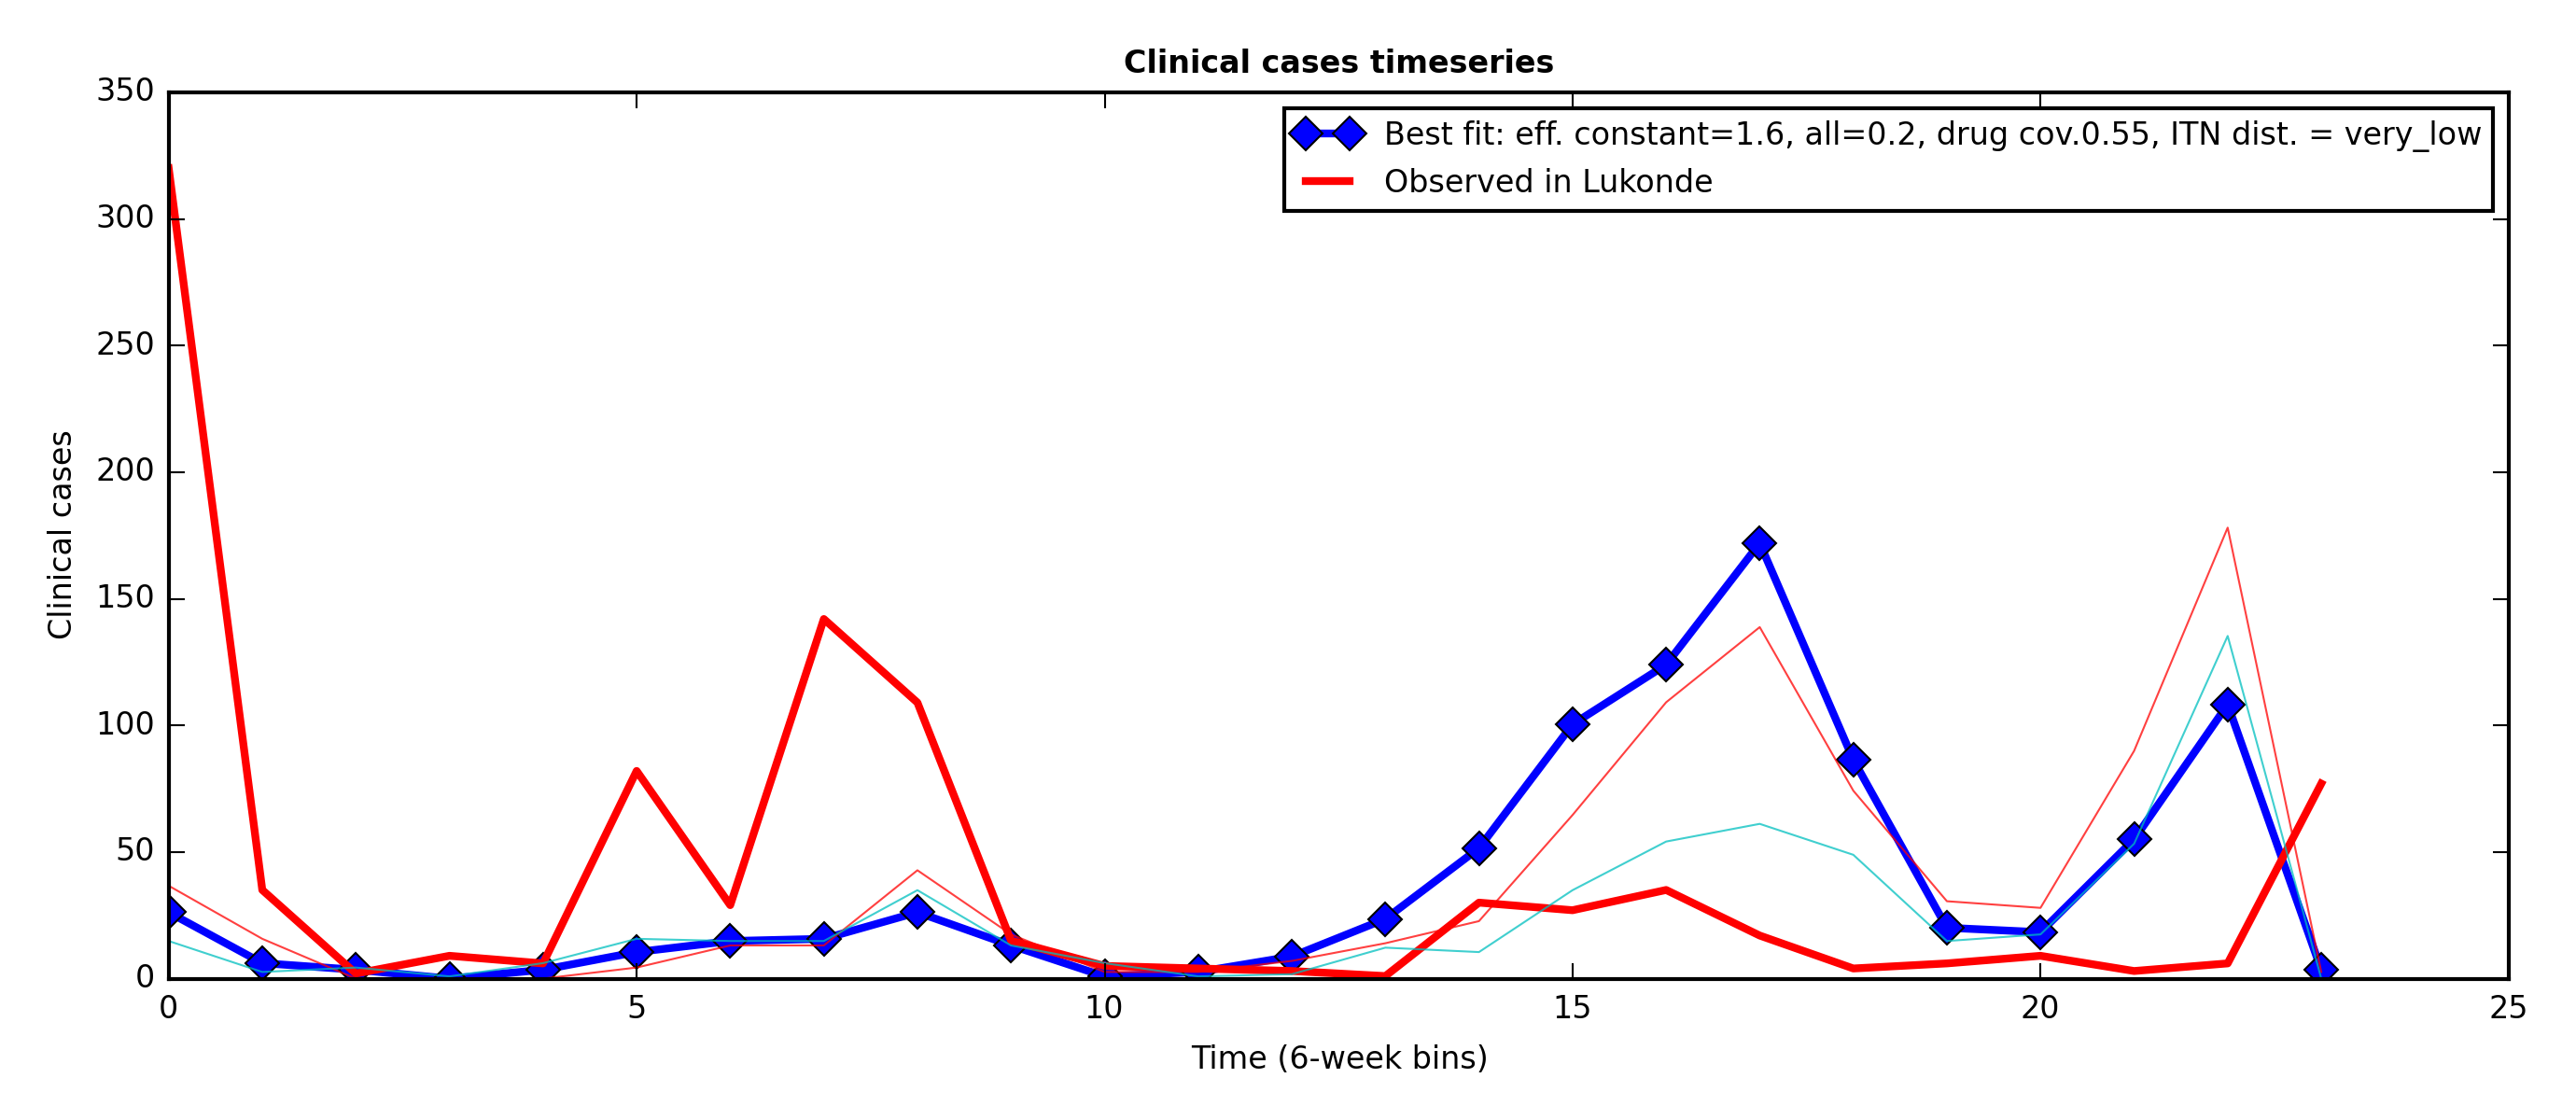 Clinical cases timeseries
350
300
250
200
150
100
50
0
Clinical cases
Best fit: eff. constant=1.6, all=0.2, drug cov.0.55, ITN dist. = very_low
Observed in Lukonde
0 5 10 15 20 25
Time (6-week bins)